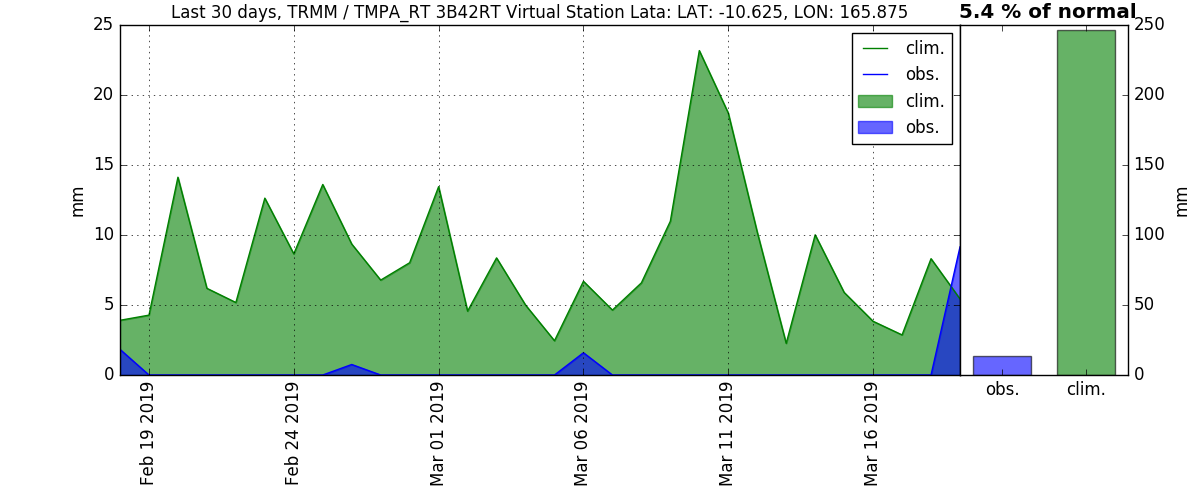 Last 30 days, TRMM / TMPA_RT 3B42RT Virtual Station Lata: LAT: -10.625, LON: 165.875
5.4 % of normal
25
20
15
10
5
0
mm
clim.
obs.
clim.
obs.
250
200
150
100
50
0
mm
obs.
clim.
Feb 19 2019
Feb 24 2019
Mar 01 2019
Mar 06 2019
Mar 11 2019
Mar 16 2019